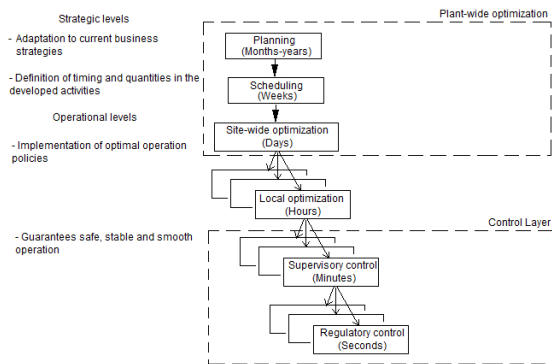 Strategic levels
- Adaptation to current business
strategies
- Definition of timing and quantities in the
developed activities
Operational levels
- Implementation of optimal operation
policies
- Guarantees safe, stable and smooth
operation
Plant-wide optimization
Planning
(Months-years)
Scheduling
(Weeks)
Site-wide optimization
(Days)
Local optimization
(Hours)
Control Layer
Supervisory control
(Minutes)
Regulatory control
(Seconds)